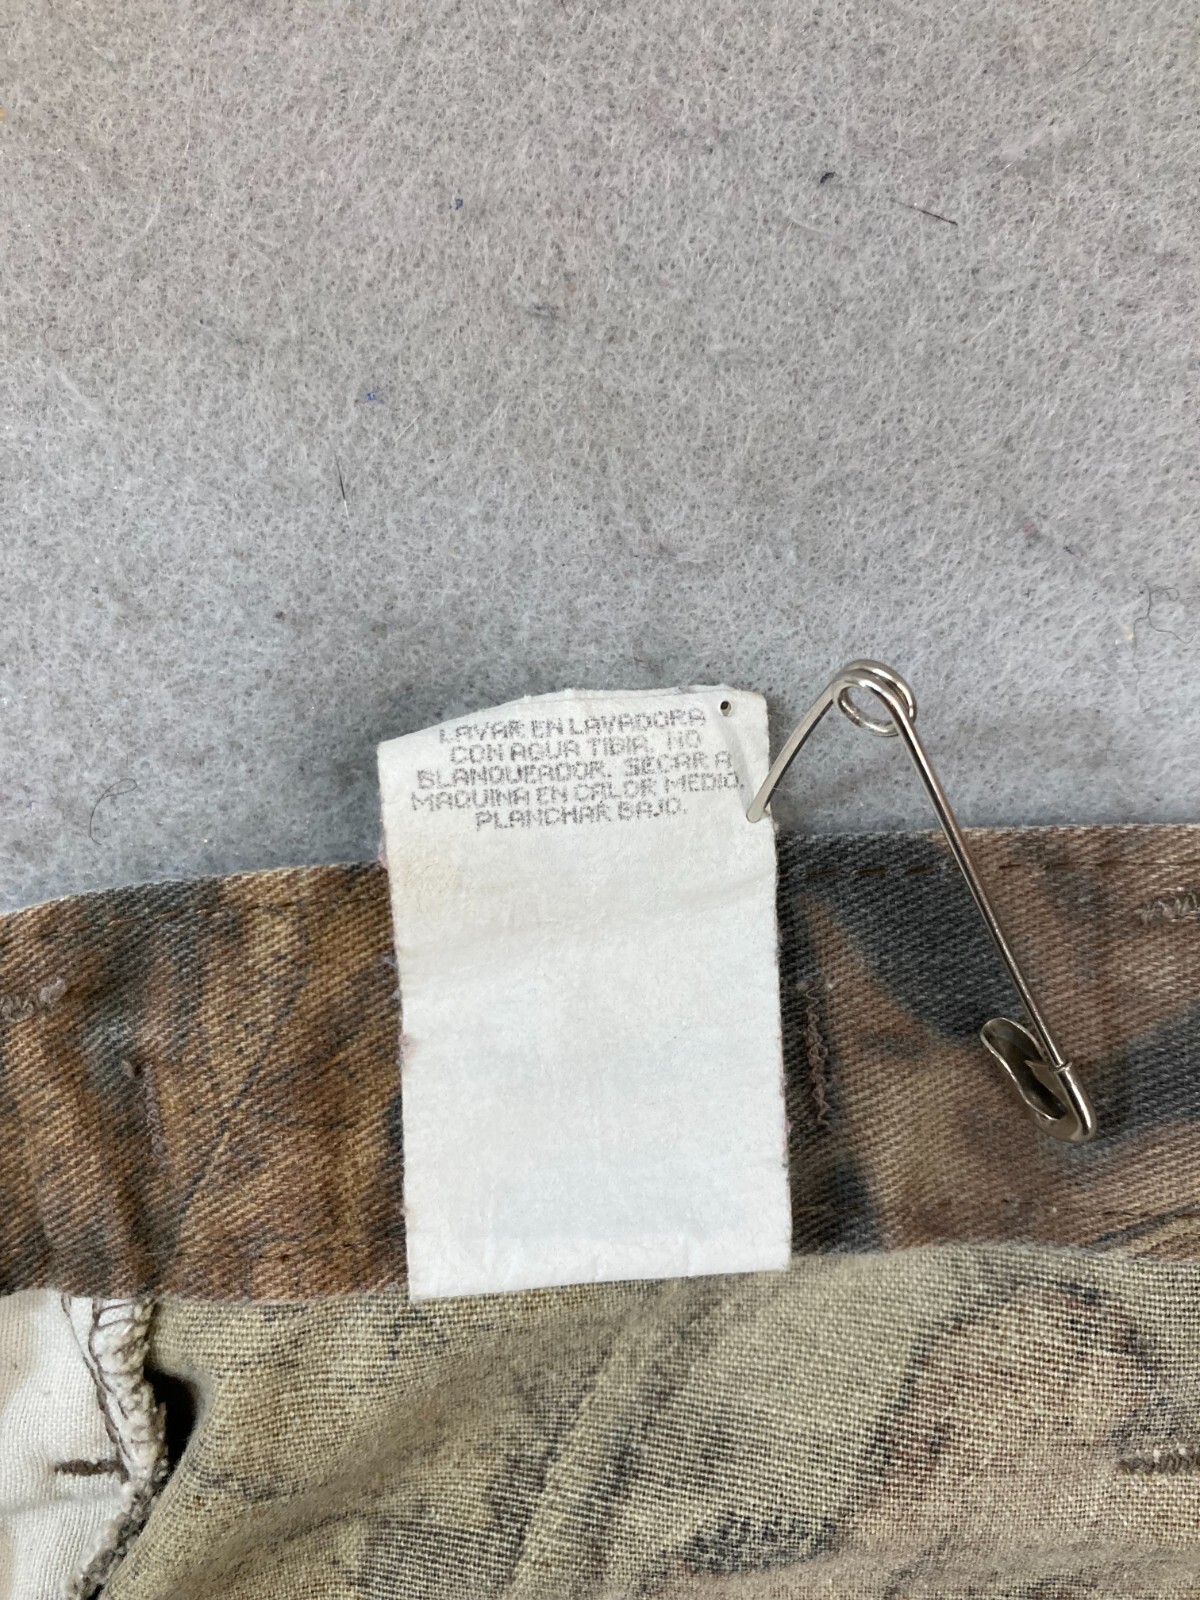 LAVAR EN LAVADORA
CON AGUA TIBIA. NO
BLANQUEADOR. SECAR A
MAQUINA EN CALOR MEDIO.
PLANCHAR BAJO.